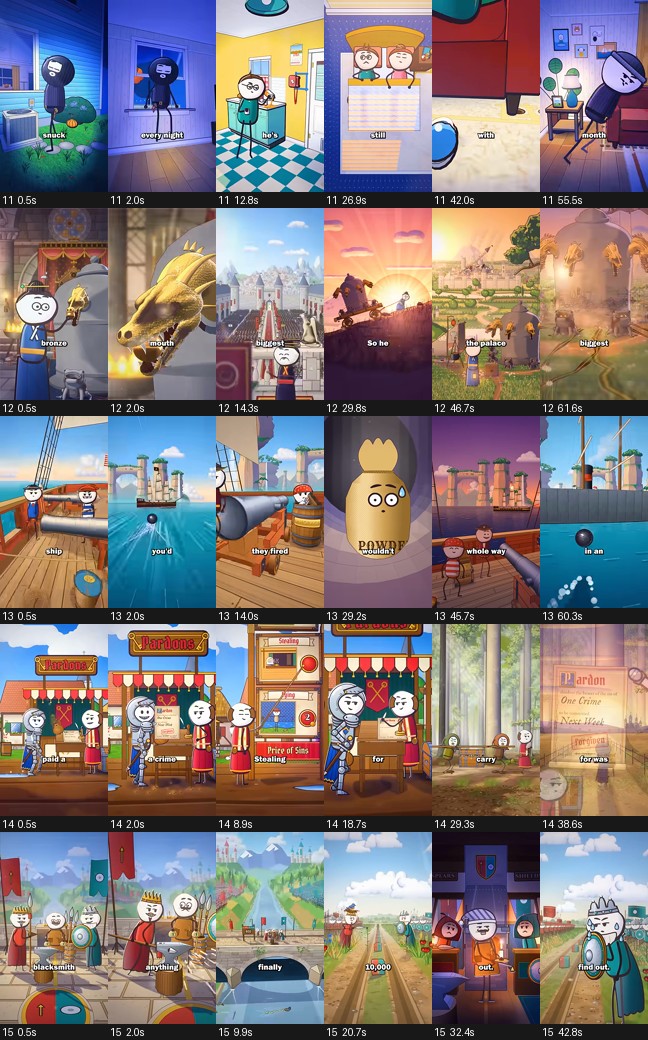 snuck
every night
he's
still
with
month
11 0.5s
11 2.0s
11 12.8s
11 26.9s
11 42.0s
11 55.5s
bronze
mouth
biggest
So he
the palace
biggest
12 0.5s
12 2.0s
12 14.3s
12 29.8s
12 46.7s
12 61.6s
ship
you'd
they fired
POWDE
wouldn't
whole way
in an
13 0.5s
13 2.0s
13 14.0s
13 29.2s
13 45.7s
13 60.3s
Pardons
paid a
Pardons
Pardon
a crime
Stealing
Lying
2
Price of Sins
Stealing
Pardons
for
carry
Pardon
One Crime
Next Week
Forgiven
for was
14 0.5s
14 2.0s
14 8.9s
14 18.7s
14 29.3s
14 38.6s
blacksmith
anything
finally
10,000
out.
find out.
15 0.5s
15 2.0s
15 9.9s
15 20.7s
15 32.4s
15 42.8s